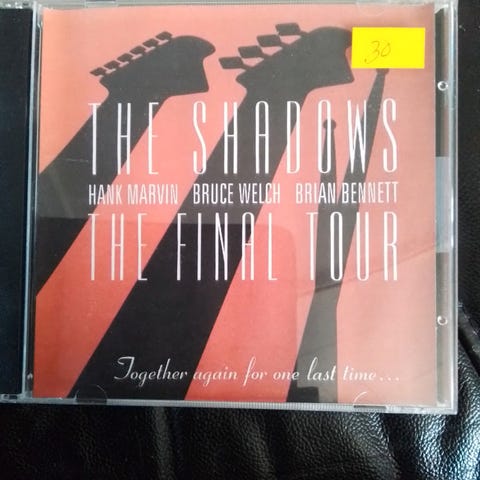 30
THE SHADOWS
HANK MARVIN BRUCE WELCH BRIAN BENNETT
THE FINAL TOUR
Together again for one last time...